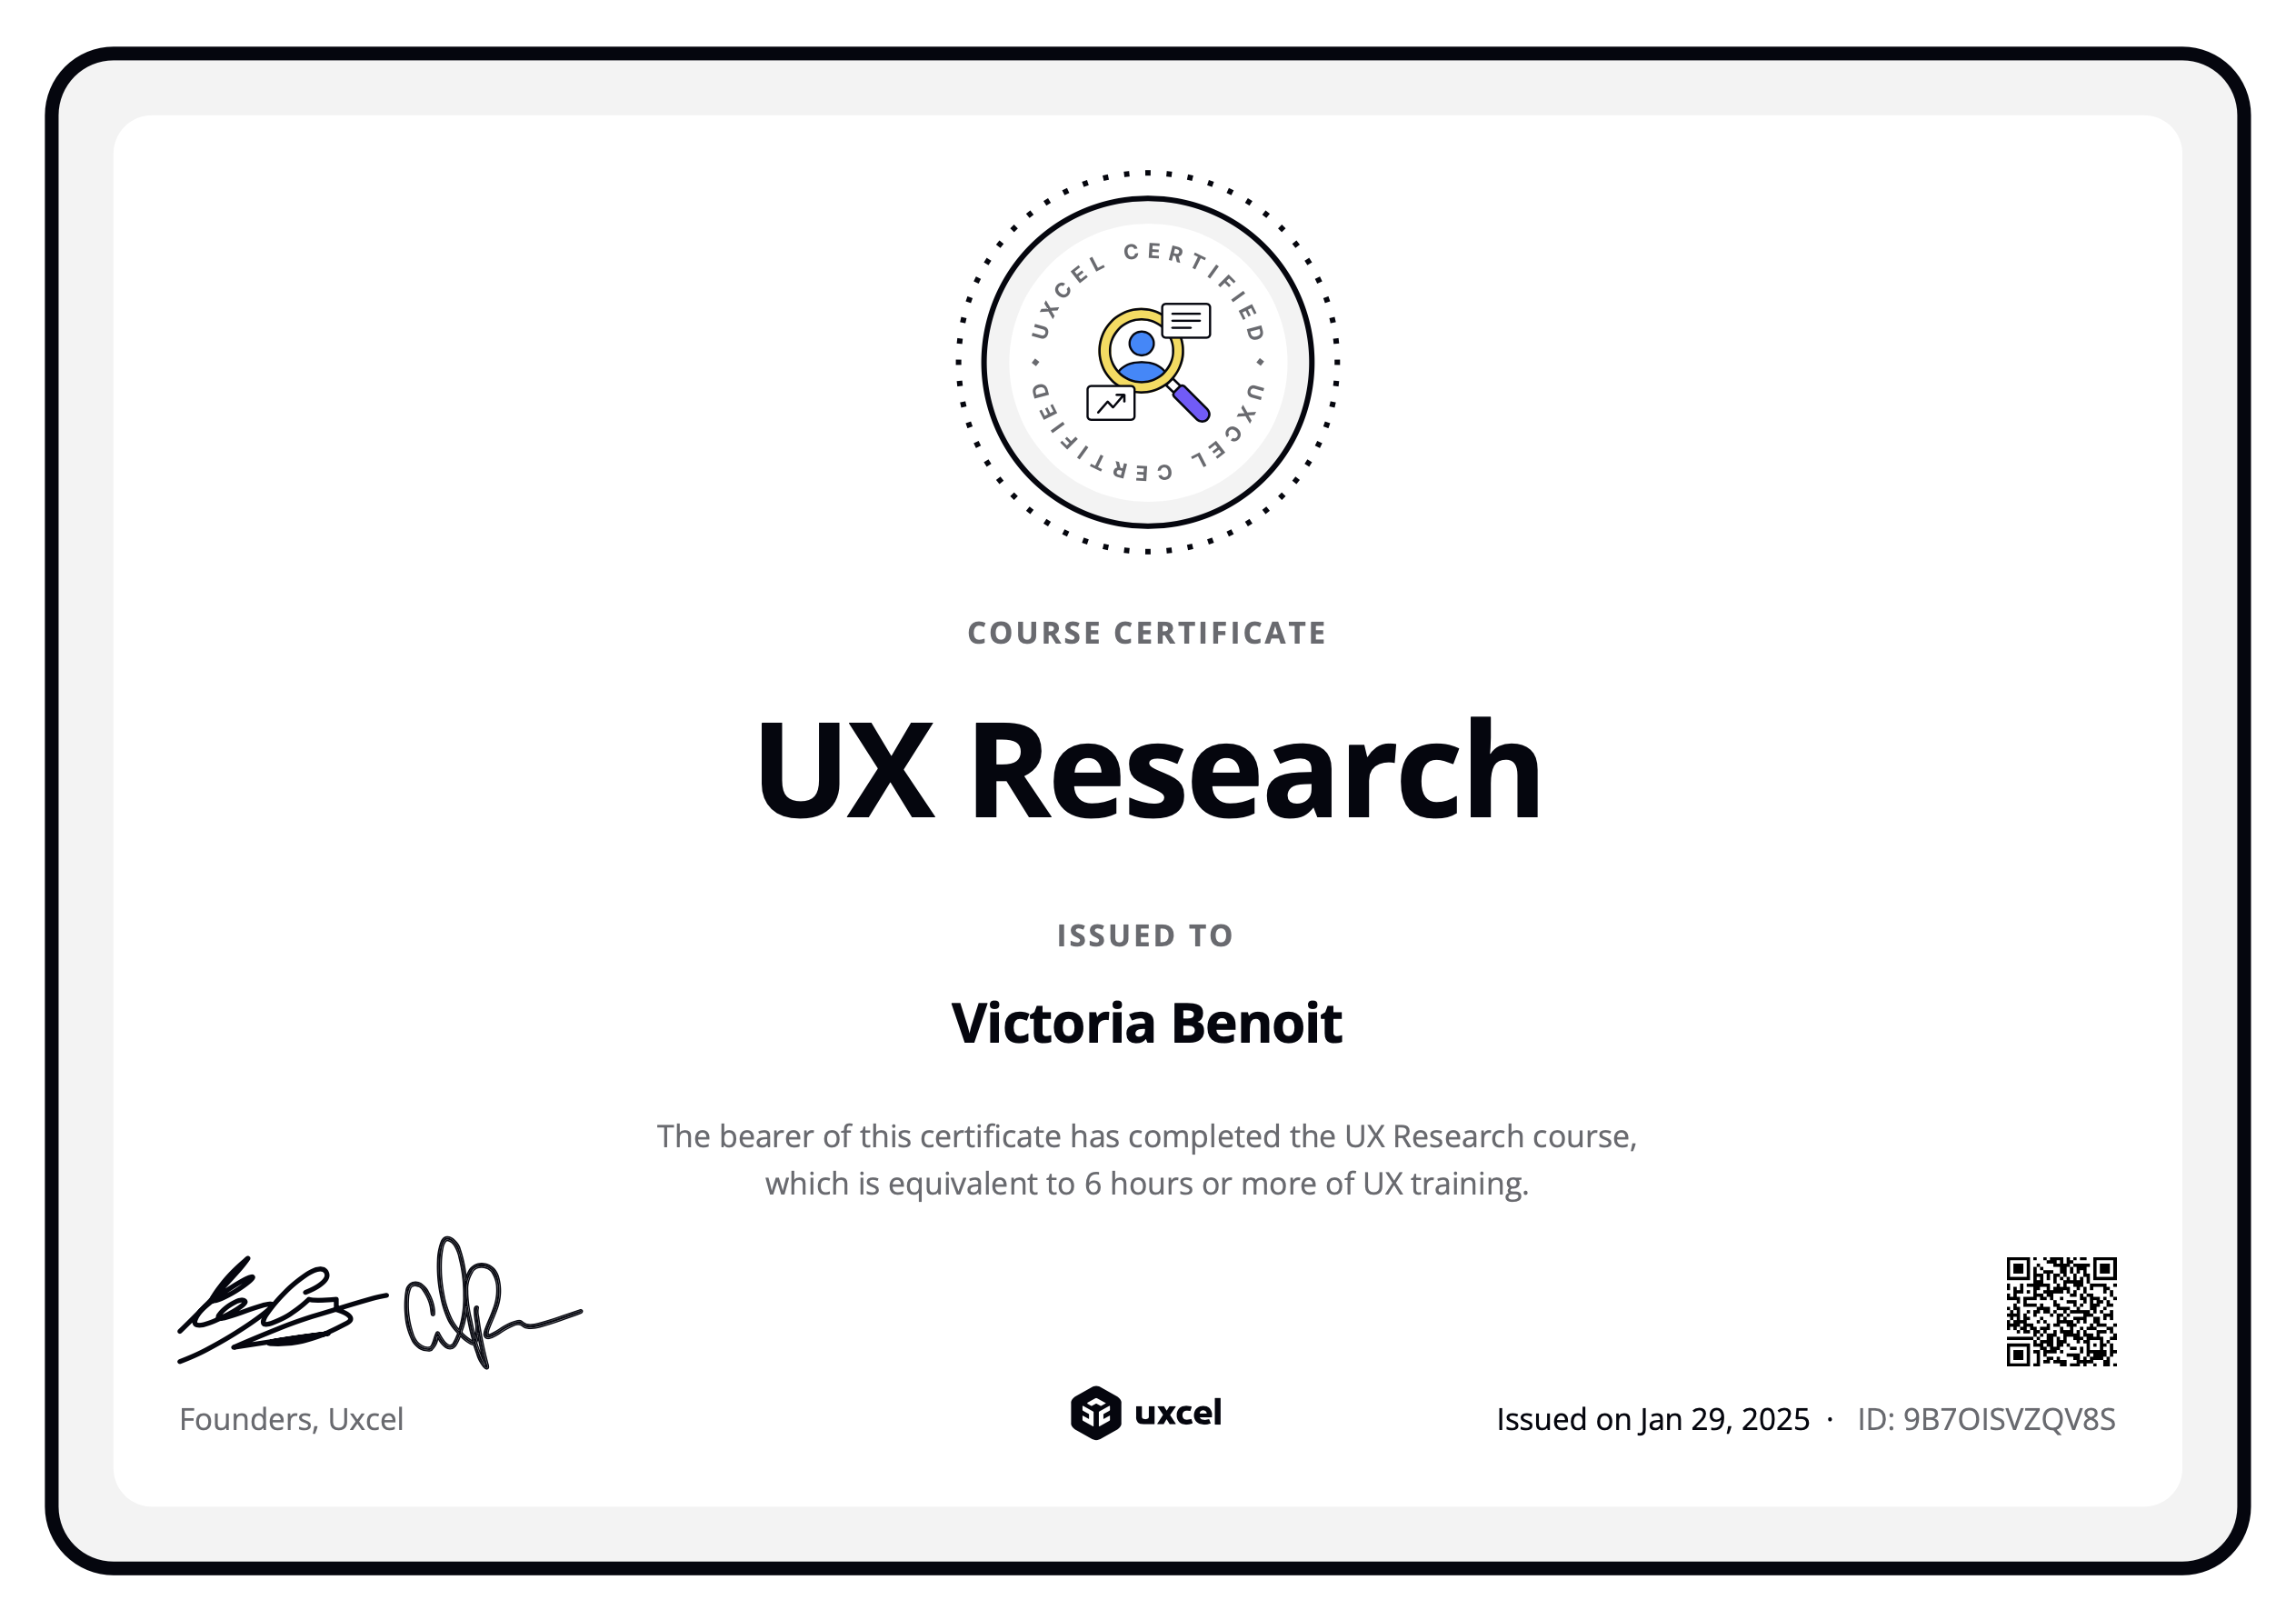 UXCEL CERTIFIED • UXCEL CERTIFIED •
COURSE CERTIFICATE
UX Research
ISSUED TO
Victoria Benoit
The bearer of this certificate has completed the UX Research course,
which is equivalent to 6 hours or more of UX training.
Founders, Uxcel
uxcel
Issued on Jan 29, 2025 · ID: 9B7OISVZQV8S